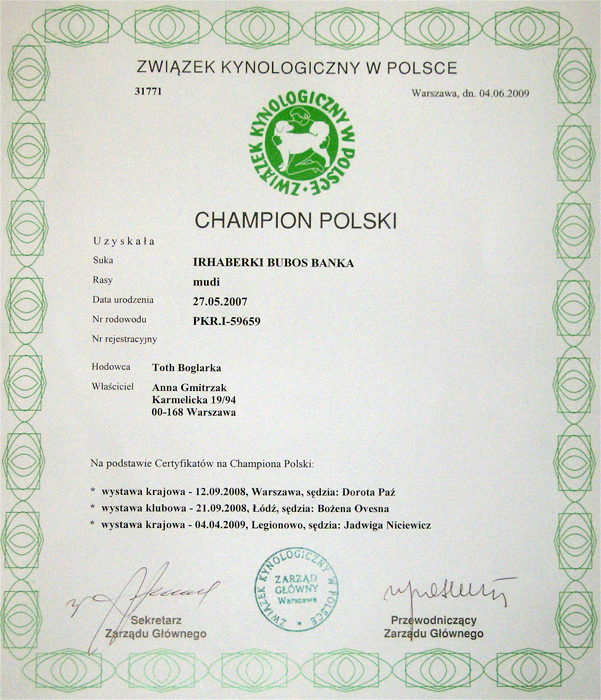 ZWIĄZEK KYNOLOGICZNY W POLSCE
31771
Warszawa, dn. 04.06.2009
ZWIĄZEK KYNOLOGICZNY W POLSCE
CHAMPION POLSKI
Uzyskała
Suka IRHABERKI BUBOS BANKA
Rasy mudi
Data urodzenia 27.05.2007
Nr rodowodu PKR.I-59659
Nr rejestracyjny
Hodowca Toth Boglarka
Właściciel Anna Gmitrzak
Karmelicka 19/94
00-168 Warszawa
Na podstawie Certyfikatów na Championa Polski:
* wystawa krajowa - 12.09.2008, Warszawa, sędzia: Dorota Paź
* wystawa klubowa - 21.09.2008, Łódź, sędzia: Bożena Ovesna
* wystawa krajowa - 04.04.2009, Legionowo, sędzia: Jadwiga Niciewicz
ZWIĄZEK KYNOLOGICZNY W POLSCE
ZARZĄD
GŁÓWNY
Warszawa
Sekretarz
Zarządu Głównego
Przewodniczący
Zarządu Głównego